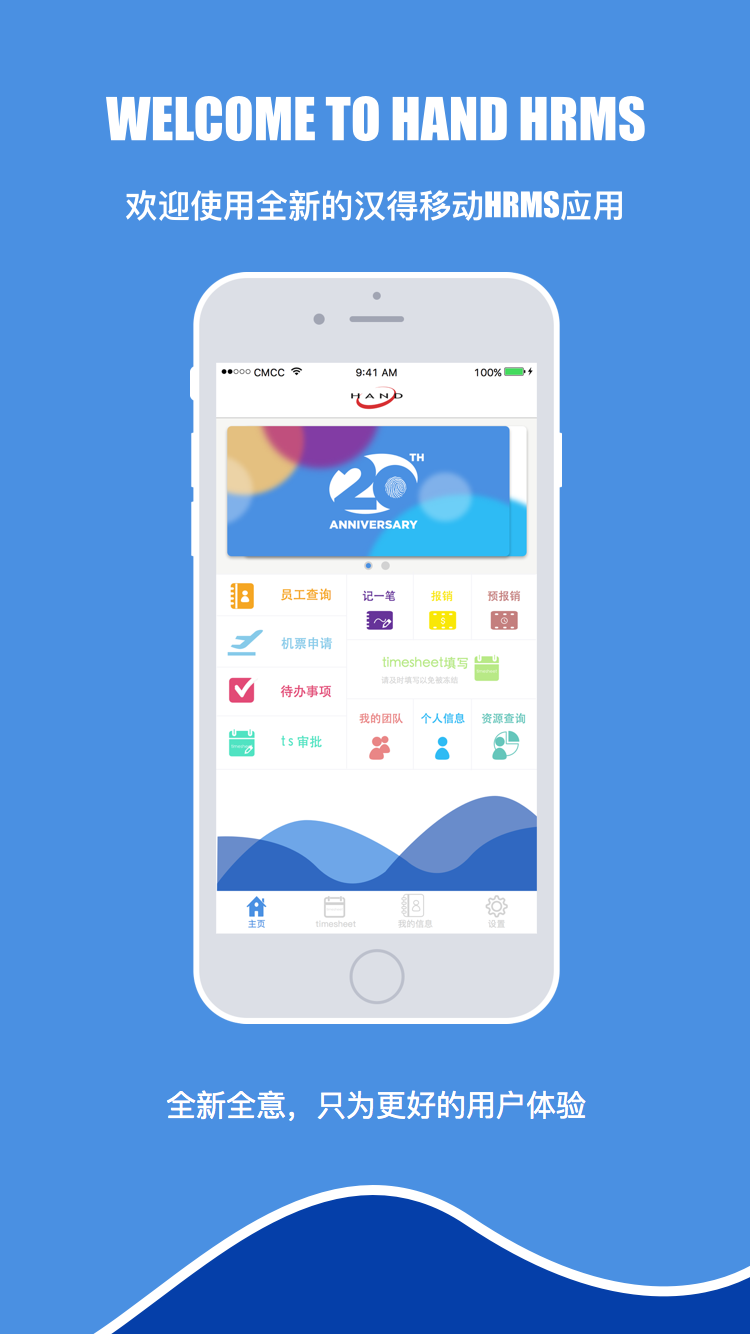 WELCOME TO HAND HRMS
欢迎使用全新的汉得移动HRMS应用
CMCC 9:41 AM 100%
HAND
20TH
ANNIVERSARY
员工查询
机票申请
待办事项
ts审批
记一笔 报销 预报销
timesheet填写
请及时填写以免被冻结
我的团队 个人信息 资源查询
主页 timesheet 我的信息 设置
全新全意，只为更好的用户体验